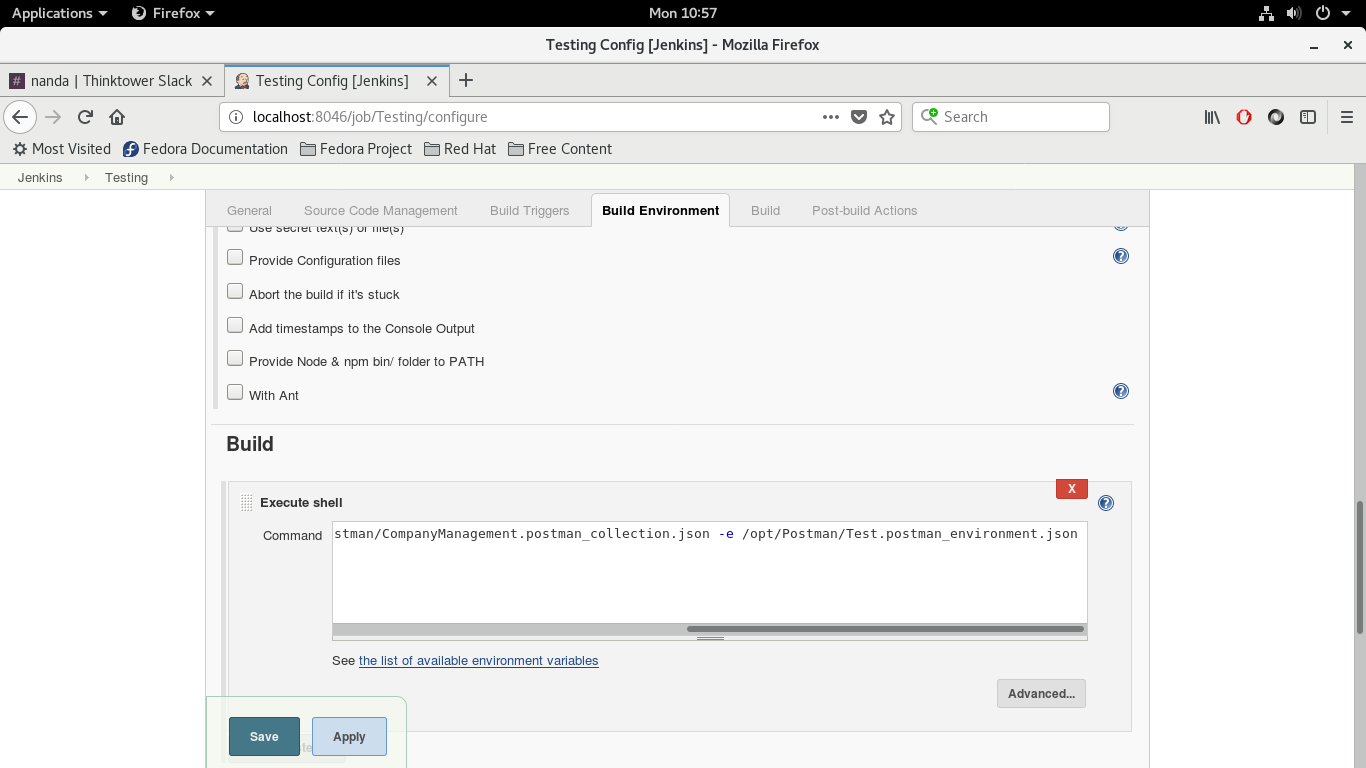 Applications Firefox Mon 10:57
Testing Config [Jenkins] - Mozilla Firefox
nanda | Thinktower Slack Testing Config [Jenkins]
localhost:8046/job/Testing/configure Search
Most Visited Fedora Documentation Fedora Project Red Hat Free Content
Jenkins Testing
General Source Code Management Build Triggers Build Environment Build Post-build Actions
Use secret text(s) or file(s)
Provide Configuration files
Abort the build if it's stuck
Add timestamps to the Console Output
Provide Node & npm bin/ folder to PATH
With Ant
Build
X
Execute shell
Command stman/CompanyManagement.postman_collection.json -e /opt/Postman/Test.postman_environment.json
See the list of available environment variables
Advanced...
Save Apply